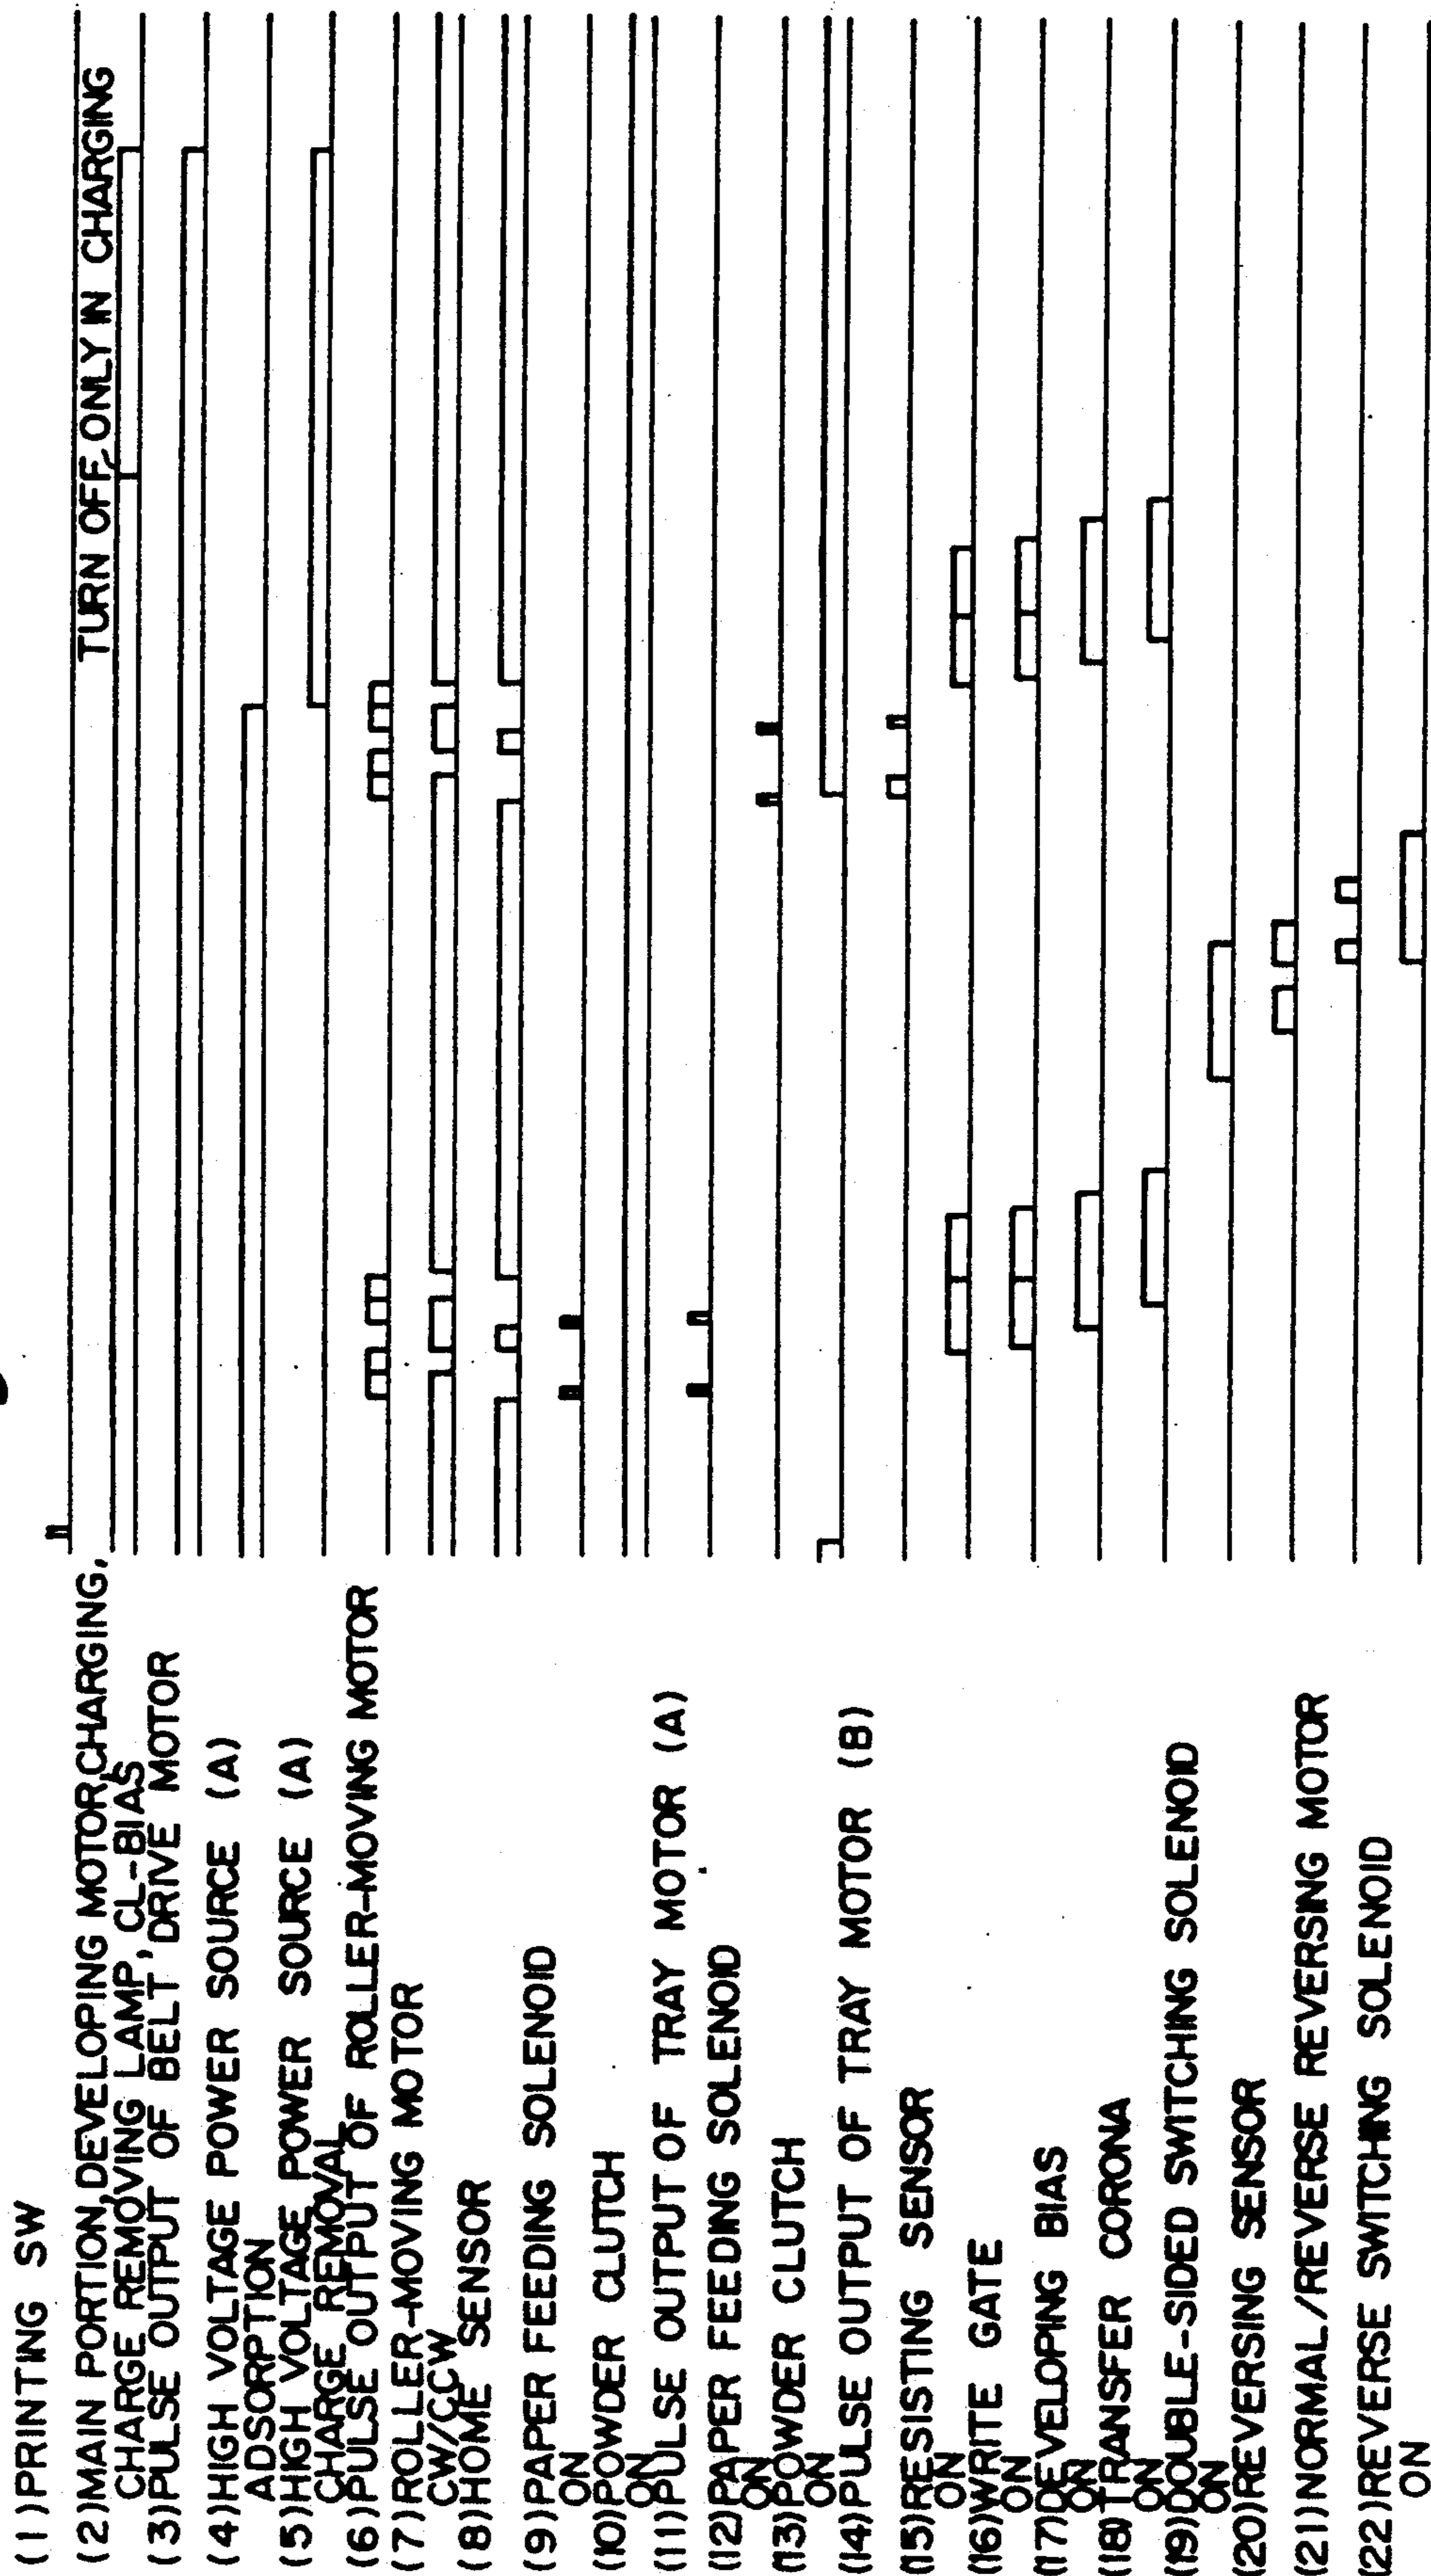 (1)PRINTING SW
TURN OFF, ONLY IN CHARGING
(2)MAIN PORTION,DEVELOPING MOTOR,CHARGING,
CHARGE REMOVING LAMP, CL-BIAS
(3)PULSE OUTPUT OF BELT DRIVE MOTOR
(4)HIGH VOLTAGE POWER SOURCE (A)
ADSORPTION
(5)HIGH VOLTAGE POWER SOURCE (A)
CHARGE REMOVAL
(6)PULSE OUTPUT OF ROLLER-MOVING MOTOR
(7)ROLLER-MOVING MOTOR
CW/CCW
(8)HOME SENSOR
(9)PAPER FEEDING SOLENOID
ON
(10)POWDER CLUTCH
ON
(11)PULSE OUTPUT OF TRAY MOTOR (A)
(12)PAPER FEEDING SOLENOID
ON
(13)POWDER CLUTCH
ON
(14)PULSE OUTPUT OF TRAY MOTOR (B)
(15)RESISTING SENSOR
ON
(16)WRITE GATE
ON
(17)DEVELOPING BIAS
ON
(18)TRANSFER CORONA
ON
(19)DOUBLE-SIDED SWITCHING SOLENOID
ON
(20)REVERSING SENSOR
(21)NORMAL/REVERSE REVERSING MOTOR
(22)REVERSE SWITCHING SOLENOID
ON